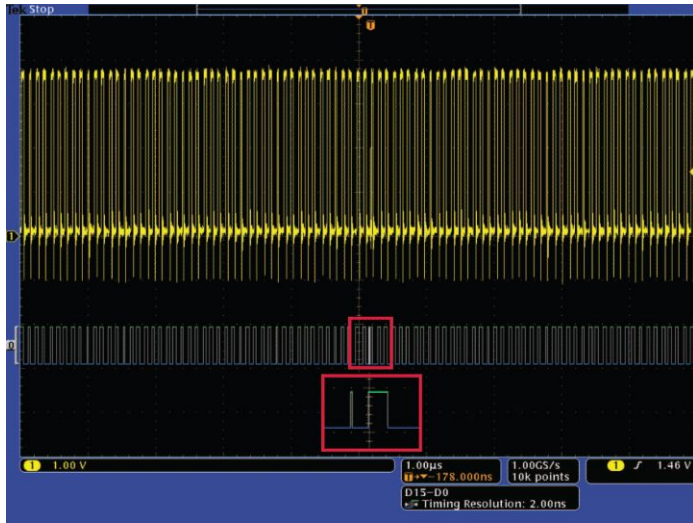 Tek Stop
T
T
1
D
1 1.00 V
1.00µs
T→▼-178.000ns
1.00GS/s
10k points
1 ∫ 1.46 V
D15-D0
Timing Resolution: 2.00ns